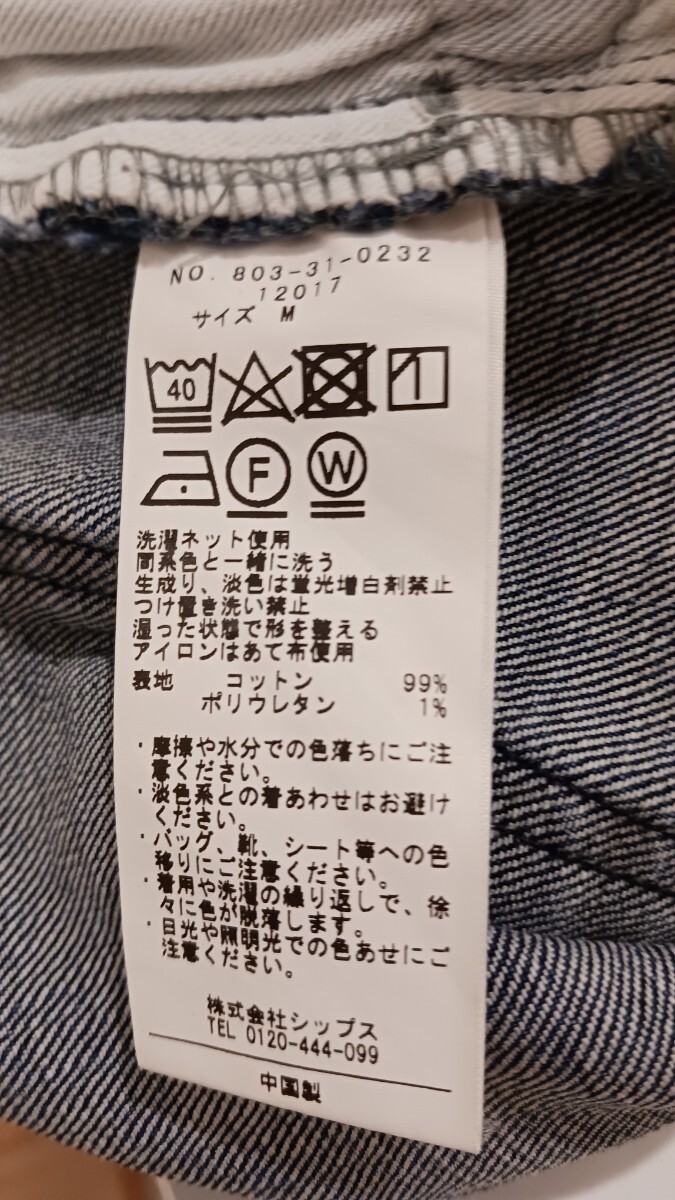 NO. 803-31-0232
12017
サイズ M
40
F W
洗濯ネット使用
同系色と一緒に洗う
生成り、淡色は蛍光増白剤禁止
つけ置き洗い禁止
湿った状態で形を整える
アイロンはあて布使用
表地 コットン 99%
ポリウレタン 1%
・摩擦や水分での色落ちにご注
意ください。
・淡色系との着あわせはお避け
ください。
・バッグ、靴、シート等への色
移りにご注意ください。
・着用や洗濯の繰り返しで、徐
々に色が脱落します。
・日光や照明光での色あせにご
注意ください。
株式会社シップス
TEL 0120-444-099
中国製